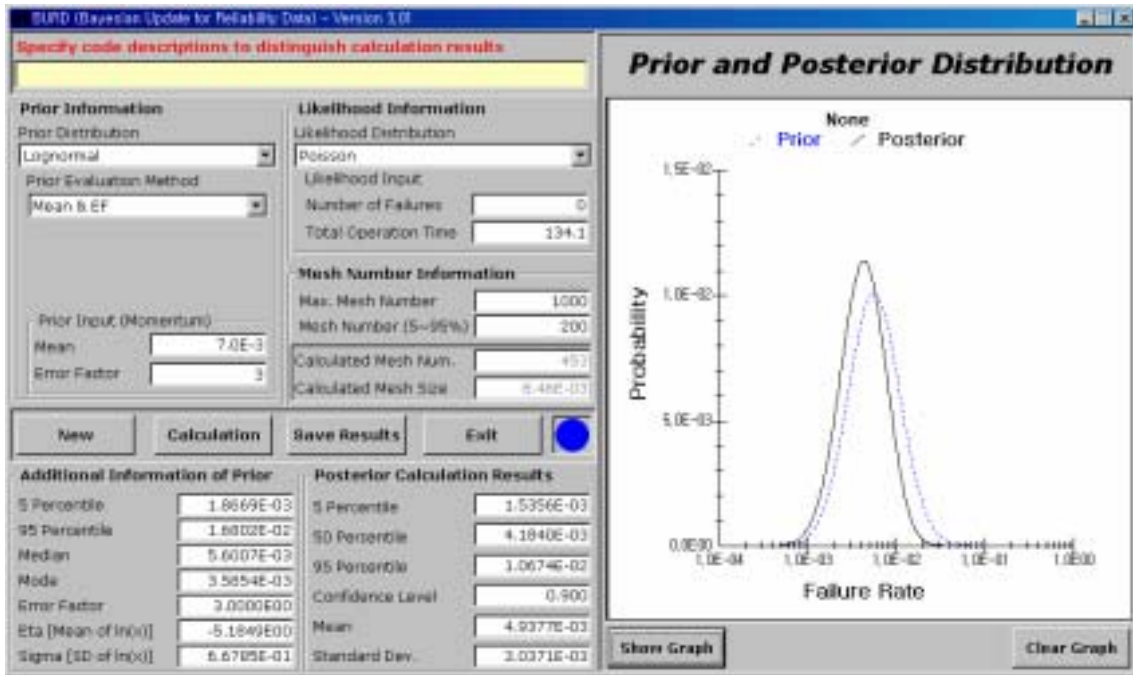 BURD (Bayesian Update for Reliability Data) - Version 1.0
Specify code descriptions to distinguish calculation results
Prior Information
Prior Distribution
Lognormal
Prior Evaluation Method
Mean & EF
Prior Input (Momentum)
Mean 7.0E-3
Error Factor 3
Likelihood Information
Likelihood Distribution
Poisson
Likelihood Input
Number of Failures 0
Total Operation Time 134.1
Mesh Number Information
Max. Mesh Number 1000
Mesh Number (5~95%) 200
Calculated Mesh Num. 453
Calculated Mesh Size
New Calculation Save Results Exit
Additional Information of Prior
5 Percentile 1.8669E-03
95 Percentile 1.6802E-02
Median 5.6007E-03
Mode 3.5854E-03
Error Factor 3.0000E00
Eta [Mean of ln(x)] -5.1849E00
Sigma [SD of ln(x)] 6.6785E-01
Posterior Calculation Results
5 Percentile 1.5356E-03
50 Percentile 4.1840E-03
95 Percentile 1.0674E-02
Confidence Level 0.900
Mean 4.9377E-03
Standard Dev. 3.0371E-03
Prior and Posterior Distribution
None
Prior Posterior
1.5E-02
1.0E-02
5.0E-03
0.0E00
Probability
1.0E-04 1.0E-03 1.0E-02 1.0E-01 1.0E00
Failure Rate
Show Graph Clear Graph